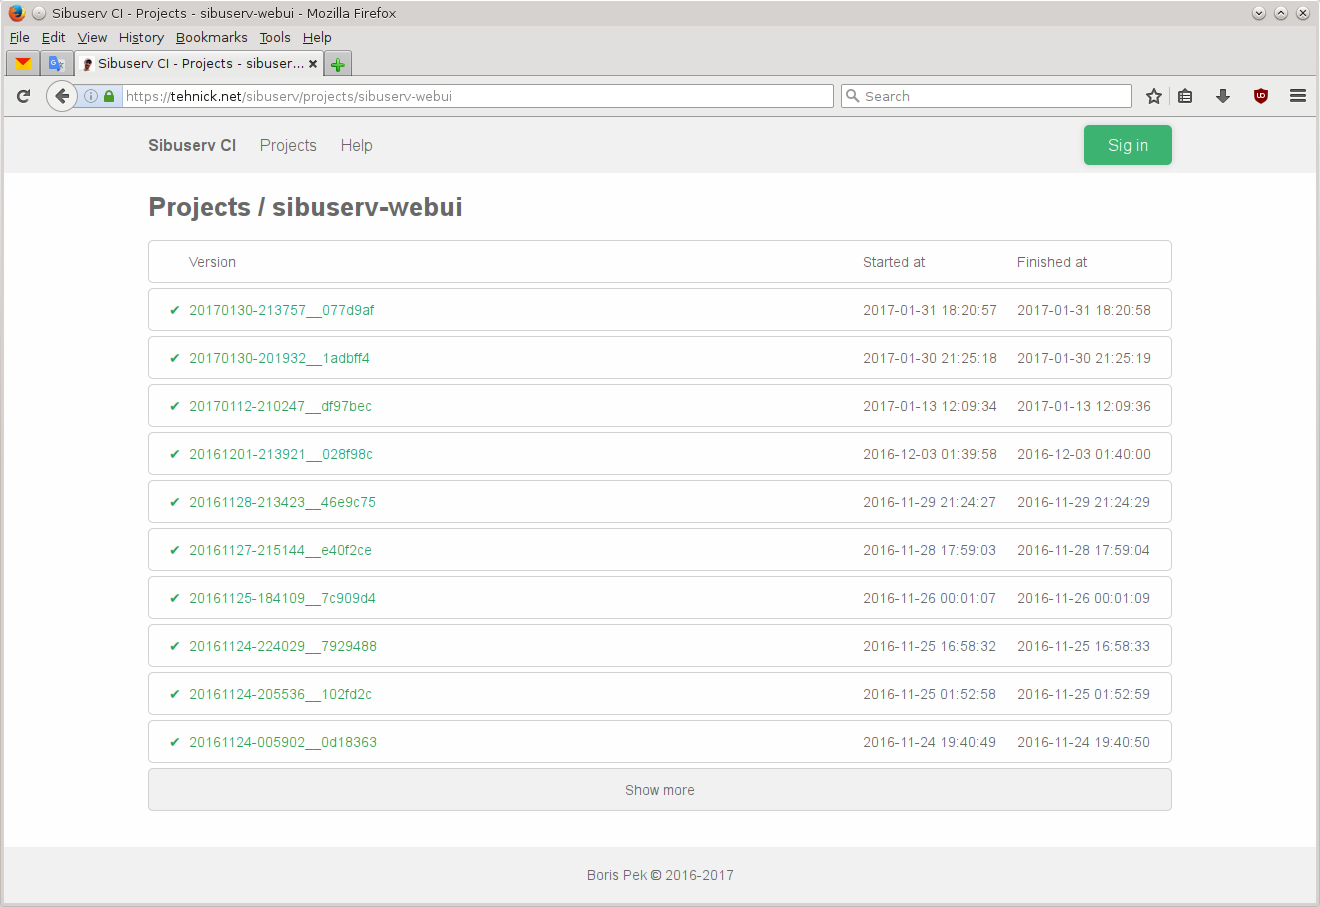 Sibuserv CI - Projects - sibuserv-webui - Mozilla Firefox
File Edit View History Bookmarks Tools Help
Sibuserv CI - Projects - sibuser...
https://tehnick.net/sibuserv/projects/sibuserv-webui Search
Sibuserv CI Projects Help Sig in
Projects / sibuserv-webui
Version Started at Finished at
✔ 20170130-213757__077d9af 2017-01-31 18:20:57 2017-01-31 18:20:58
✔ 20170130-201932__1adbff4 2017-01-30 21:25:18 2017-01-30 21:25:19
✔ 20170112-210247__df97bec 2017-01-13 12:09:34 2017-01-13 12:09:36
✔ 20161201-213921__028f98c 2016-12-03 01:39:58 2016-12-03 01:40:00
✔ 20161128-213423__46e9c75 2016-11-29 21:24:27 2016-11-29 21:24:29
✔ 20161127-215144__e40f2ce 2016-11-28 17:59:03 2016-11-28 17:59:04
✔ 20161125-184109__7c909d4 2016-11-26 00:01:07 2016-11-26 00:01:09
✔ 20161124-224029__7929488 2016-11-25 16:58:32 2016-11-25 16:58:33
✔ 20161124-205536__102fd2c 2016-11-25 01:52:58 2016-11-25 01:52:59
✔ 20161124-005902__0d18363 2016-11-24 19:40:49 2016-11-24 19:40:50
Show more
Boris Pek © 2016-2017